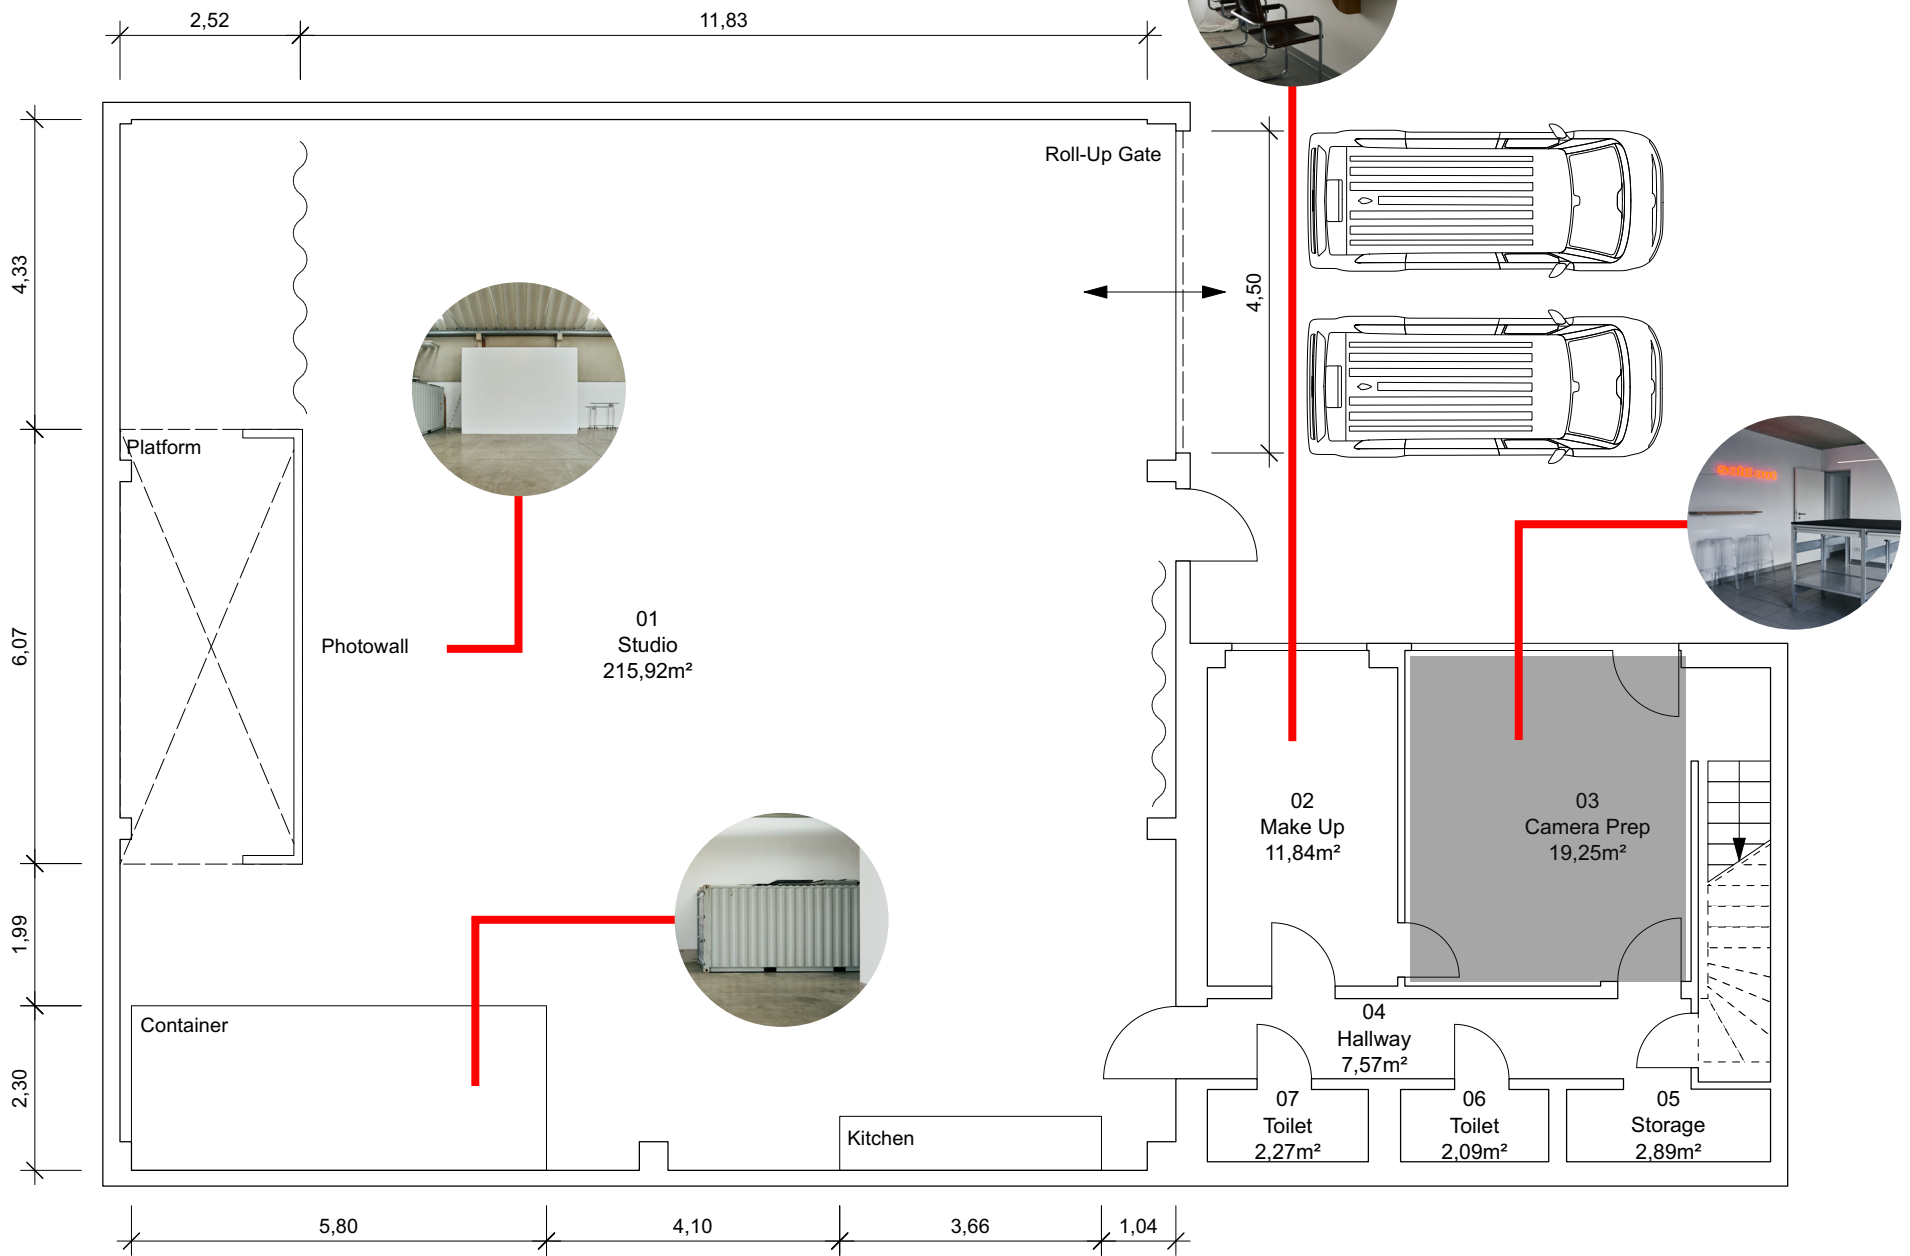 2,52
11,83
Roll-Up Gate
4,33
4,50
Platform
6,07
Photowall
01
Studio
215,92m²
02
Make Up
11,84m²
03
Camera Prep
19,25m²
1,99
Container
04
Hallway
7,57m²
2,30
Kitchen
07
Toilet
2,27m²
06
Toilet
2,09m²
05
Storage
2,89m²
5,80
4,10
3,66
1,04